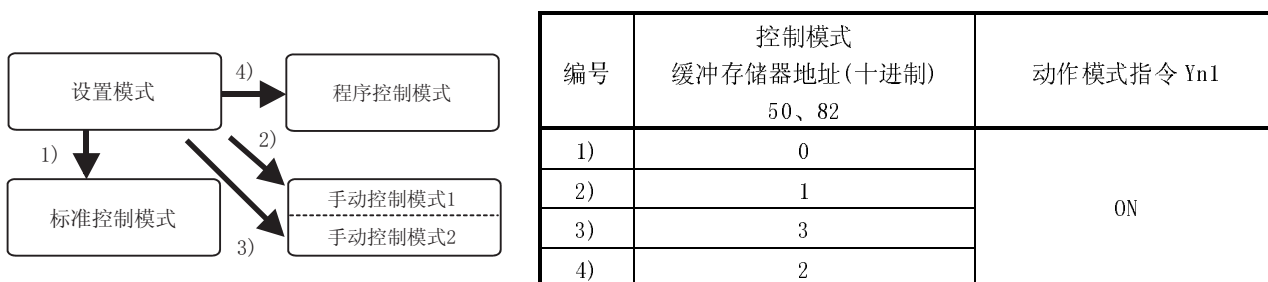 设置模式
4)
程序控制模式
1)
2)
标准控制模式
手动控制模式1
手动控制模式2
3)
编号
控制模式
缓冲存储器地址(十进制)
50、82
动作模式指令 Yn1
1)
0
ON
2)
1
3)
3
4)
2